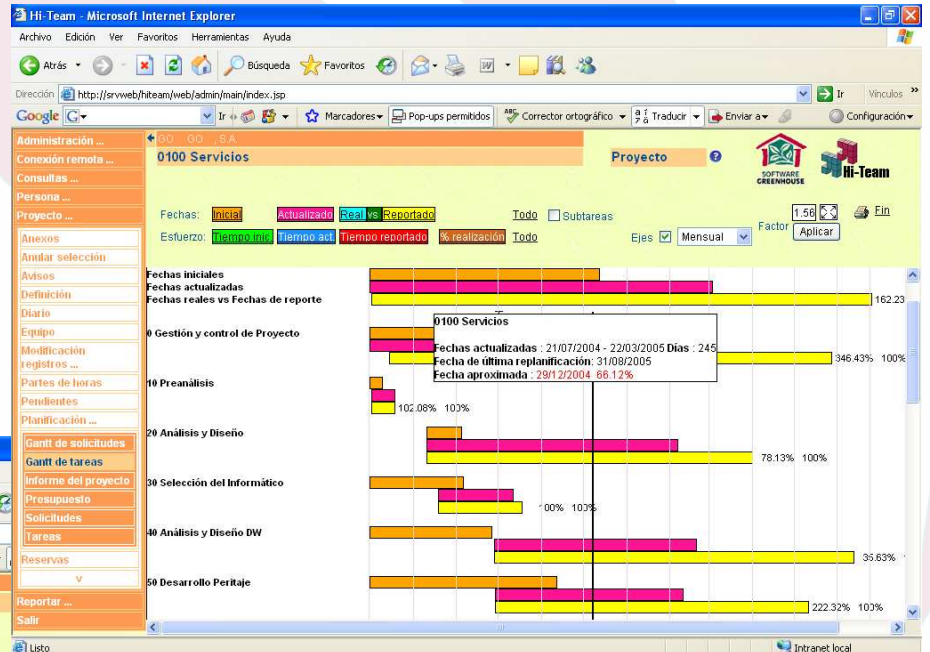 Hi-Team - Microsoft Internet Explorer
Archivo Edición Ver Favoritos Herramientas Ayuda
Atrás Búsqueda Favoritos
Dirección http://srvweb/hiteam/web/admin/main/index.jsp Ir Vínculos »
Google G Ir Marcadores Pop-ups permitidos Corrector ortográfico Traducir Enviar a Configuración
Administración ...
Conexión remota ...
Consultas ...
Persona ...
Proyecto ...
Anexos
Anular selección
Avisos
Definición
Diario
Equipo
Modificación
registros ...
Partes de horas
Pendientes
Planificación ...
Gantt de solicitudes
Gantt de tareas
Informe del proyecto
Presupuesto
Solicitudes
Tareas
Reservas
v
Reportar ...
Salir
GO GO , S.A.
0100 Servicios Proyecto
SOFTWARE
GREENHOUSE
Hi-Team
Fechas: Inicial Actualizado Real vs Reportado Todo Subtareas
Esfuerzo: Tiempo inic. Tiempo act. Tiempo reportado % realización Todo
Ejes Mensual Factor 1.56 Aplicar Fin
Fechas iniciales
Fechas actualizadas
Fechas reales vs Fechas de reporte 162.23
0100 Servicios
Fechas actualizadas : 21/07/2004 - 22/03/2005 Días : 245
Fecha de última replanificación: 31/08/2005
Fecha aproximada : 29/12/2004 66.12%
0 Gestión y control de Proyecto 346.43% 100%
10 Preanálisis 102.08% 100%
20 Análisis y Diseño 78.13% 100%
30 Selección del Informático 100% 100%
40 Análisis y Diseño DW 35.63%
50 Desarrollo Peritaje 222.32% 100%
Listo Intranet local